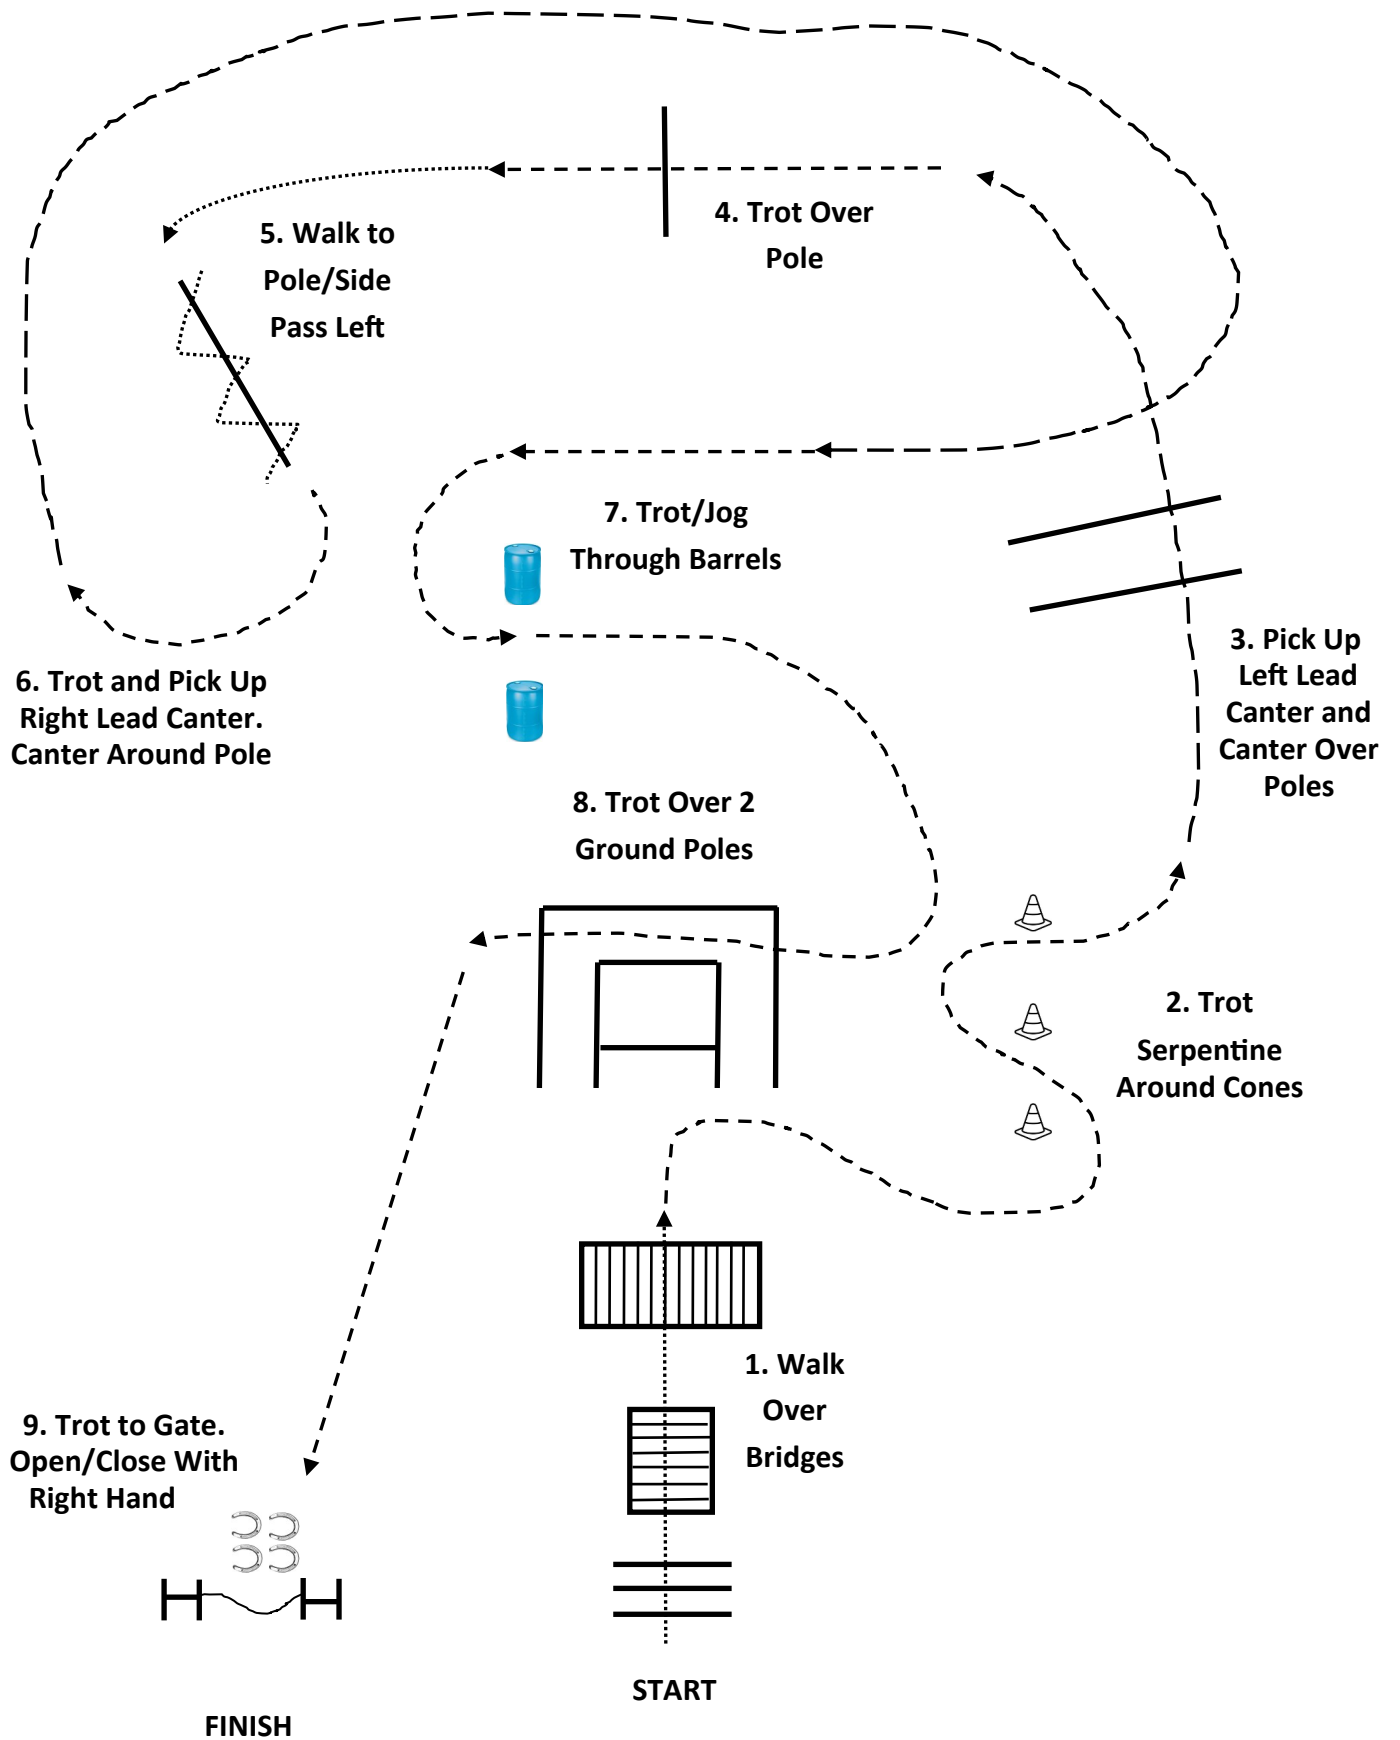 4. Trot Over
Pole
5. Walk to
Pole/Side
Pass Left
7. Trot/Jog
Through Barrels
3. Pick Up
Left Lead
Canter and
Canter Over
Poles
6. Trot and Pick Up
Right Lead Canter.
Canter Around Pole
8. Trot Over 2
Ground Poles
2. Trot
Serpentine
Around Cones
1. Walk
Over
Bridges
9. Trot to Gate.
Open/Close With
Right Hand
START
FINISH